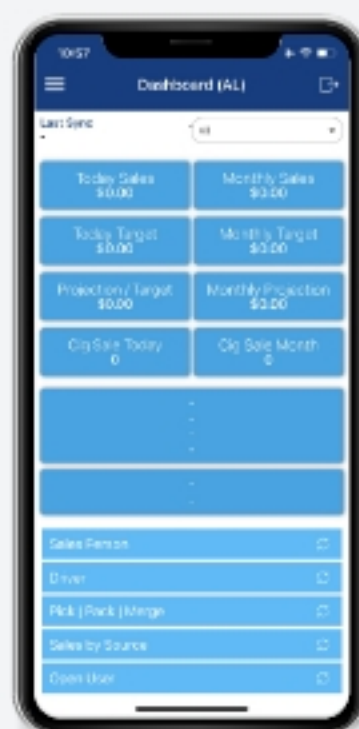 10:57
Dashboard (AL)
Last Sync
-
All
Today Sales
$0.00
Monthly Sales
$0.00
Today Target
$0.00
Monthly Target
$0.00
Projection / Target
$0.00
Monthly Projection
$0.00
Cig Sale Today
0
Cig Sale Month
0
-
-
-
-
-
-
Sales Person
Driver
Pick | Pack | Merge
Sales by Source
Open User